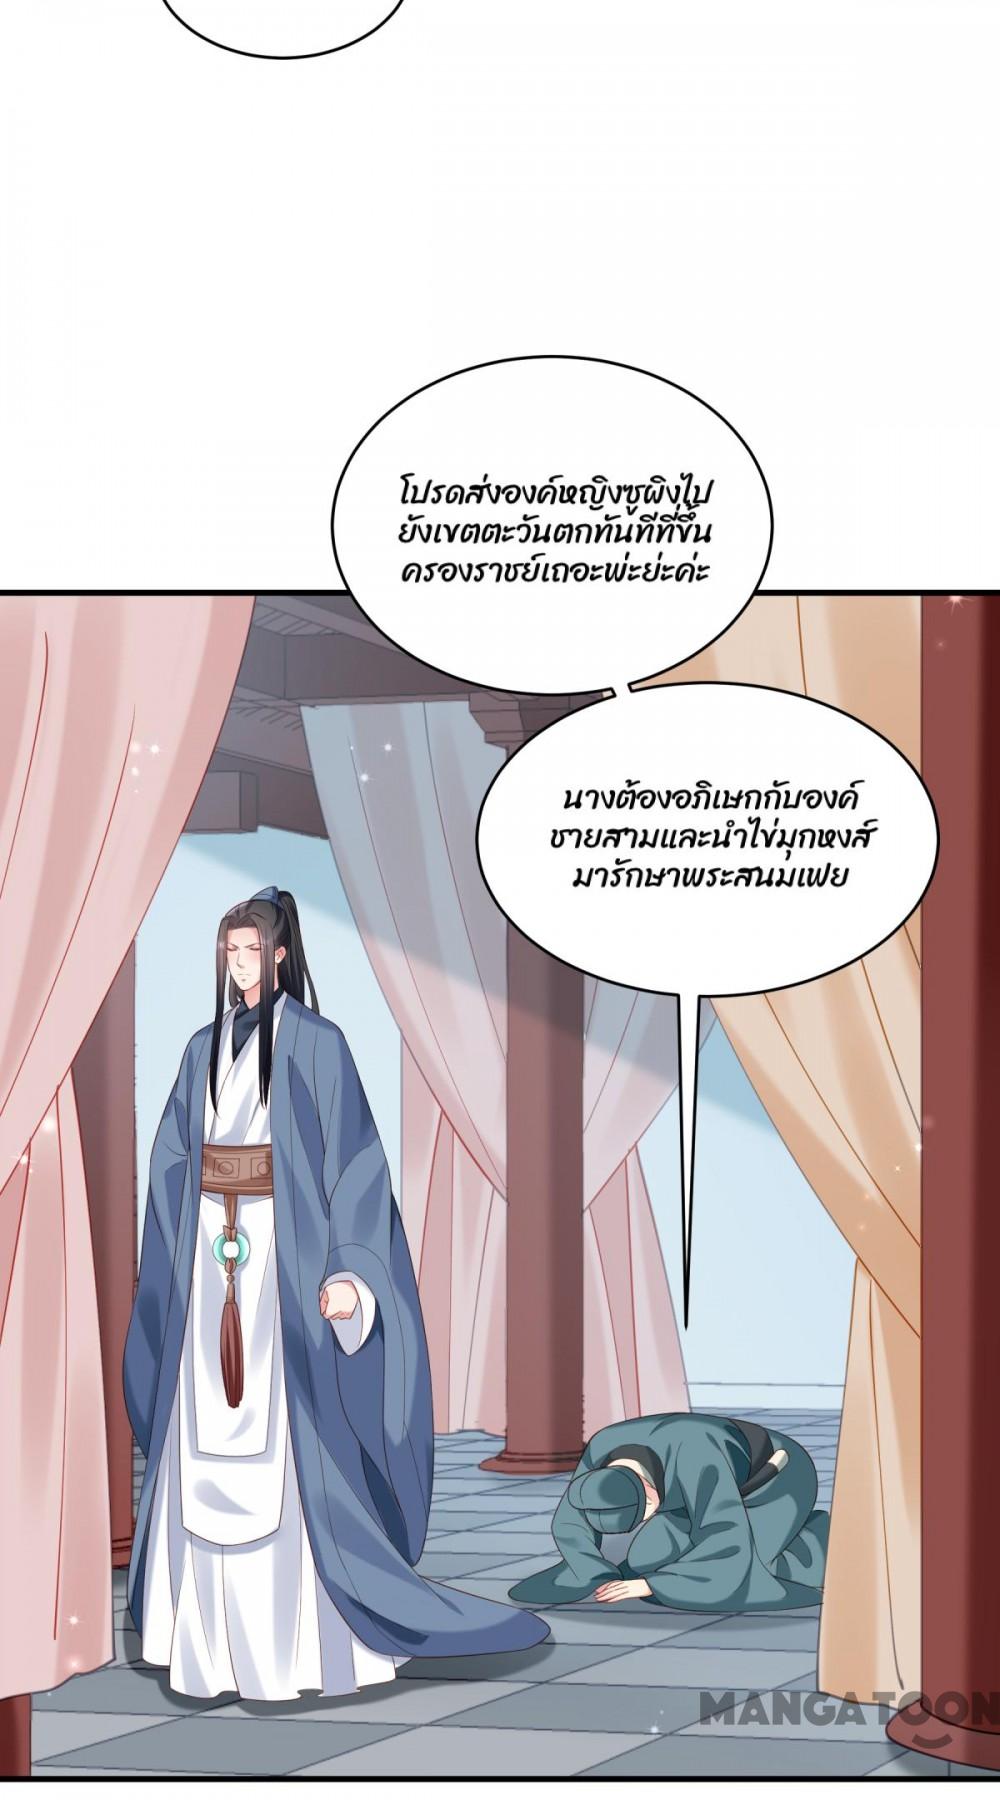 โปรดส่งองค์หญิงซูผิงไป
ยังเขตตะวันตกทันทีที่ขึ้น
ครองราชย์เถอะพ่ะย่ะค่ะ
นางต้องอภิเษกกับองค์
ชายสามและนำไข่มุกหงส์
มารักษาพระสนมเฟย
MANGATOON